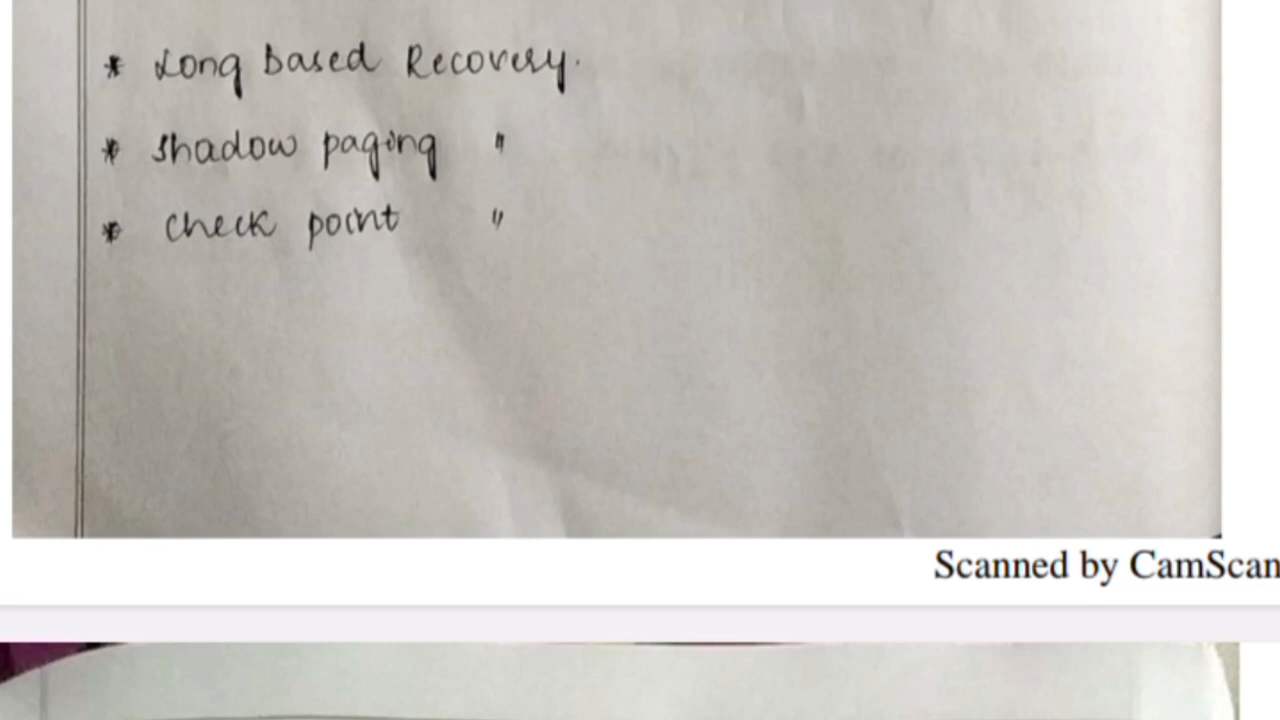 * Long based Recovery.
* shadow paging "
* check point "
Scanned by CamScan